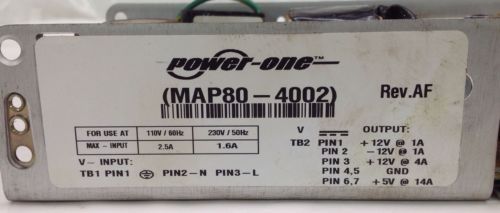 power-one™
(MAP80-4002) Rev.AF
FOR USE AT 110V / 60Hz 230V / 50Hz
MAX - INPUT 2.5A 1.6A
V~ INPUT:
TB1 PIN1 ⏚ PIN2-N PIN3-L
V ⎓ OUTPUT:
TB2 PIN1 +12V @ 1A
PIN 2 -12V @ 1A
PIN 3 +12V @ 4A
PIN 4,5 GND
PIN 6,7 +5V @ 14A